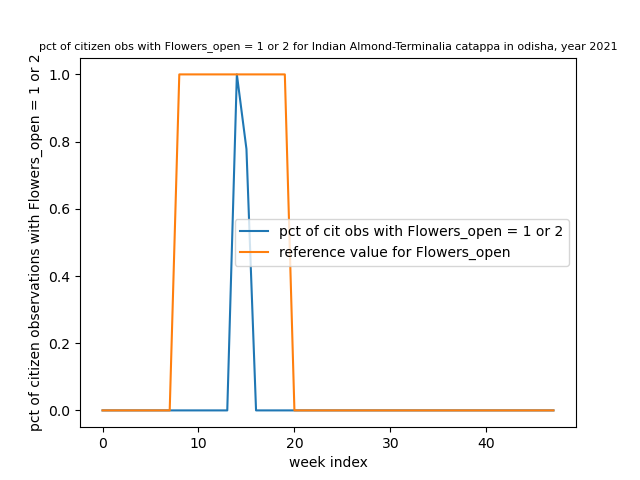 pct of citizen obs with Flowers_open = 1 or 2 for Indian Almond-Terminalia catappa in odisha, year 2021
pct of citizen observations with Flowers_open = 1 or 2
1.0
0.8
0.6
0.4
0.2
0.0
pct of cit obs with Flowers_open = 1 or 2
reference value for Flowers_open
0 10 20 30 40
week index